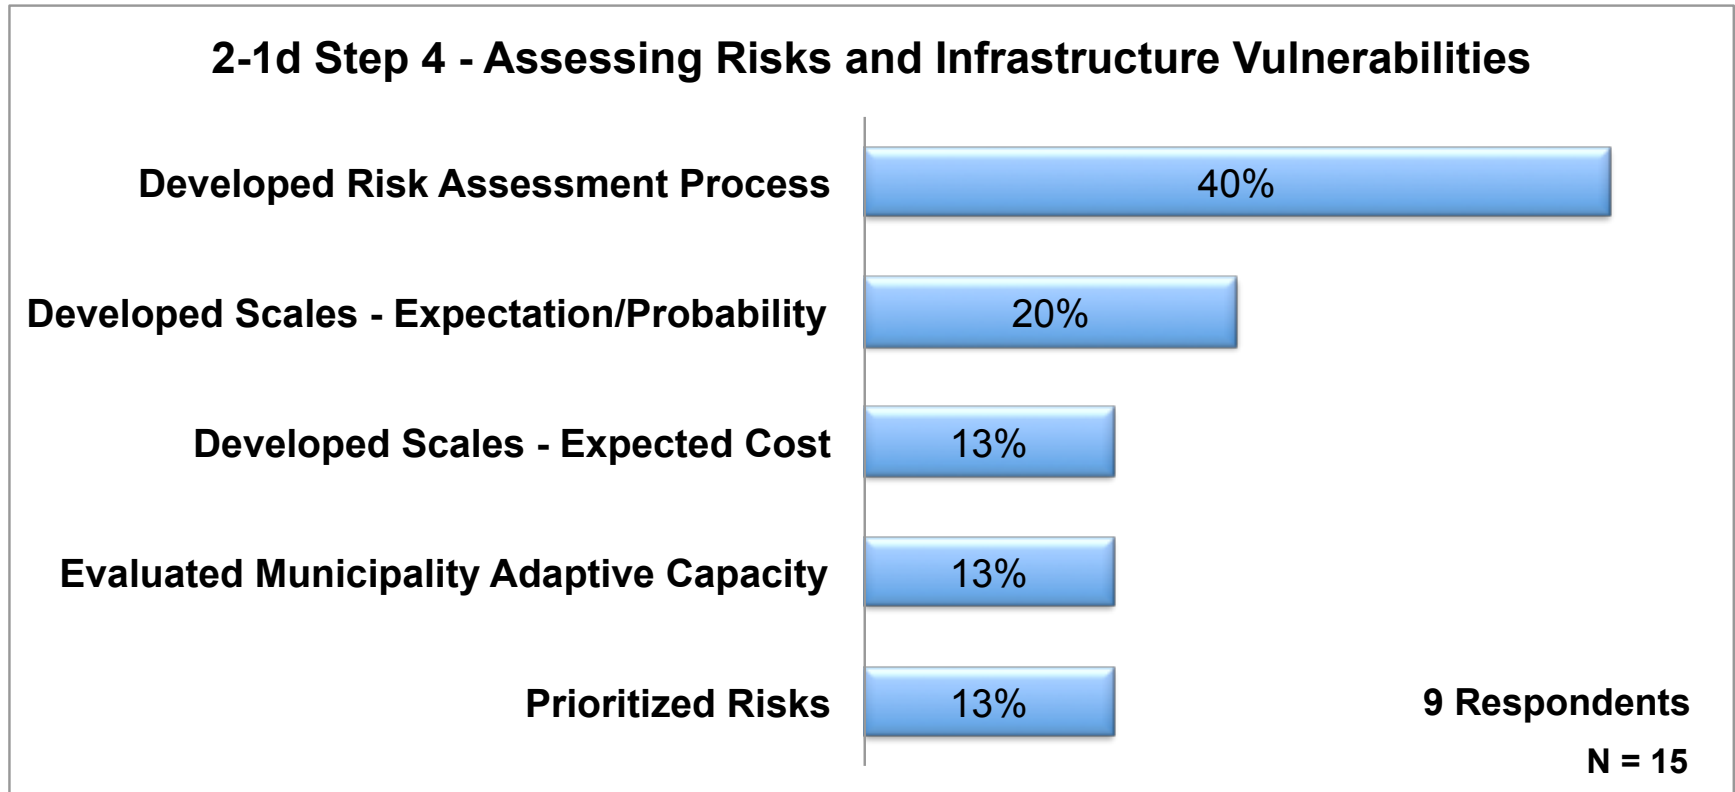 2-1d Step 4 - Assessing Risks and Infrastructure Vulnerabilities
Developed Risk Assessment Process
40%
Developed Scales - Expectation/Probability
20%
Developed Scales - Expected Cost
13%
Evaluated Municipality Adaptive Capacity
13%
Prioritized Risks
13%
9 Respondents
N = 15